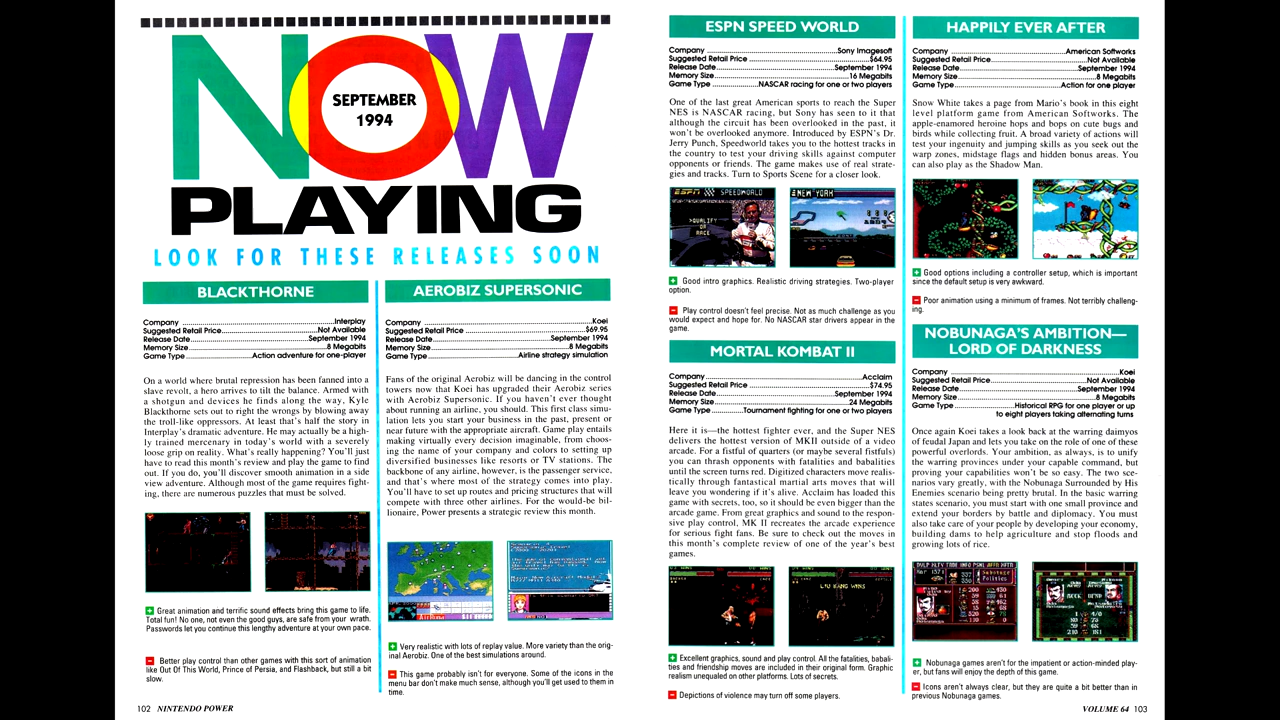 NOW
SEPTEMBER
1994
PLAYING
LOOK FOR THESE RELEASES SOON
BLACKTHORNE
Company ....................Interplay
Suggested Retail Price....................Not Available
Release Date....................September 1994
Memory Size....................8 Megabits
Game Type ....................Action adventure for one-player
On a world where brutal repression has been fanned into a
slave revolt, a hero arrives to tilt the balance. Armed with
a shotgun and devices he finds along the way, Kyle
Blackthorne sets out to right the wrongs by blowing away
the troll-like oppressors. At least that's half the story in
Interplay's dramatic adventure. He may actually be a high-
ly trained mercenary in today's world with a severely
loose grip on reality. What's really happening? You'll just
have to read this month's review and play the game to find
out. If you do, you'll discover smooth animation in a side
view adventure. Although most of the game requires fight-
ing, there are numerous puzzles that must be solved.
+ Great animation and terrific sound effects bring this game to life.
Total fun! No one, not even the good guys, are safe from your wrath.
Passwords let you continue this lengthy adventure at your own pace.
- Better play control than other games with this sort of animation
like Out Of This World, Prince of Persia, and Flashback, but still a bit
slow.
AEROBIZ SUPERSONIC
Company ....................Koei
Suggested Retail Price ....................$69.95
Release Date....................September 1994
Memory Size....................8 Megabits
Game Type ....................Airline strategy simulation
Fans of the original Aerobiz will be dancing in the control
towers now that Koei has upgraded their Aerobiz series
with Aerobiz Supersonic. If you haven't ever thought
about running an airline, you should. This first class simu-
lation lets you start your business in the past, present or
near future with the appropriate aircraft. Game play entails
making virtually every decision imaginable, from choos-
ing the name of your company and colors to setting up
diversified businesses like resorts or TV stations. The
backbone of any airline, however, is the passenger service,
and that's where most of the strategy comes into play.
You'll have to set up routes and pricing structures that will
compete with three other airlines. For the would-be bil-
lionaire, Power presents a strategic review this month.
+ Very realistic with lots of replay value. More variety than the orig-
inal Aerobiz. One of the best simulations around.
- This game probably isn't for everyone. Some of the icons in the
menu bar don't make much sense, although you'll get used to them in
time.
102 NINTENDO POWER
ESPN SPEED WORLD
Company ....................Sony Imagesoft
Suggested Retail Price ....................$64.95
Release Date....................September 1994
Memory Size....................16 Megabits
Game Type ....................NASCAR racing for one or two players
One of the last great American sports to reach the Super
NES is NASCAR racing, but Sony has seen to it that
although the circuit has been overlooked in the past, it
won't be overlooked anymore. Introduced by ESPN's Dr.
Jerry Punch, Speedworld takes you to the hottest tracks in
the country to test your driving skills against computer
opponents or friends. The game makes use of real strate-
gies and tracks. Turn to Sports Scene for a closer look.
ESPN SPEEDWORLD
>QUALIFY
OR
RACE
NEW YORK
+ Good intro graphics. Realistic driving strategies. Two-player
option.
- Play control doesn't feel precise. Not as much challenge as you
would expect and hope for. No NASCAR star drivers appear in the
game.
MORTAL KOMBAT II
Company....................Acclaim
Suggested Retail Price ....................$74.95
Release Date....................September 1994
Memory Size....................24 Megabits
Game Type....................Tournament fighting for one or two players
Here it is—the hottest fighter ever, and the Super NES
delivers the hottest version of MKII outside of a video
arcade. For a fistful of quarters (or maybe several fistfuls)
you can thrash opponents with fatalities and babalities
until the screen turns red. Digitized characters move realis-
tically through fantastical martial arts moves that will
leave you wondering if it's alive. Acclaim has loaded this
game with secrets, too, so it should be even bigger than the
arcade game. From great graphics and sound to the respon-
sive play control, MK II recreates the arcade experience
for serious fight fans. Be sure to check out the moves in
this month's complete review of one of the year's best
games.
LIU KANG WINS
+ Excellent graphics, sound and play control. All the fatalities, babali-
ties and friendship moves are included in their original form. Graphic
realism unequaled on other platforms. Lots of secrets.
- Depictions of violence may turn off some players.
HAPPILY EVER AFTER
Company ....................American Softworks
Suggested Retail Price ....................Not Available
Release Date....................September 1994
Memory Size....................8 Megabits
Game Type....................Action for one player
Snow White takes a page from Mario's book in this eight
level platform game from American Softworks. The
apple-enamored heroine hops and bops on cute bugs and
birds while collecting fruit. A broad variety of actions will
test your ingenuity and jumping skills as you seek out the
warp zones, midstage flags and hidden bonus areas. You
can also play as the Shadow Man.
+ Good options including a controller setup, which is important
since the default setup is very awkward.
- Poor animation using a minimum of frames. Not terribly challeng-
ing.
NOBUNAGA'S AMBITION—
LORD OF DARKNESS
Company ....................Koei
Suggested Retail Price ....................Not Available
Release Date....................September 1994
Memory Size....................8 Megabits
Game Type ....................Historical RPG for one player or up
to eight players taking alternating turns
Once again Koei takes a look back at the warring daimyos
of feudal Japan and lets you take on the role of one of these
powerful overlords. Your ambition, as always, is to unify
the warring provinces under your capable command, but
proving your capabilities won't be so easy. The two sce-
narios vary greatly, with the Nobunaga Surrounded by His
Enemies scenario being pretty brutal. In the basic warring
states scenario, you must start with one small province and
extend your borders by battle and diplomacy. You must
also take care of your people by developing your economy,
building dams to help agriculture and stop floods and
growing lots of rice.
+ Nobunaga games aren't for the impatient or action-minded play-
er, but fans will enjoy the depth of this game.
- Icons aren't always clear, but they are quite a bit better than in
previous Nobunaga games.
VOLUME 64 103